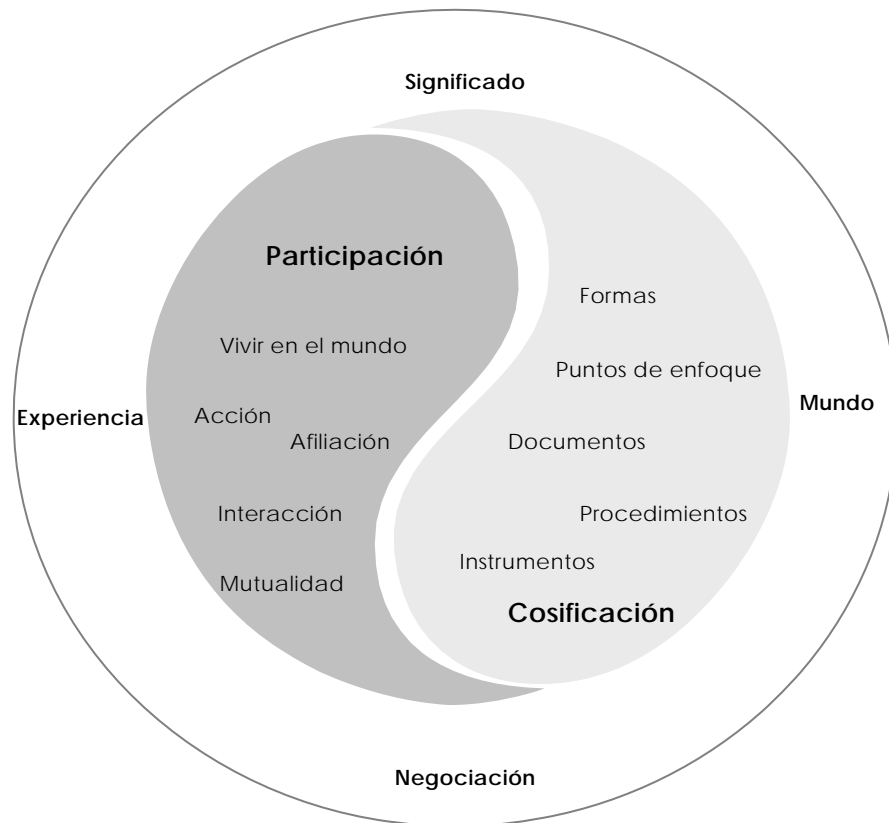 Significado
Participación
Formas
Vivir en el mundo
Puntos de enfoque
Experiencia
Mundo
Acción
Afiliación
Documentos
Interacción
Procedimientos
Instrumentos
Mutualidad
Cosificación
Negociación